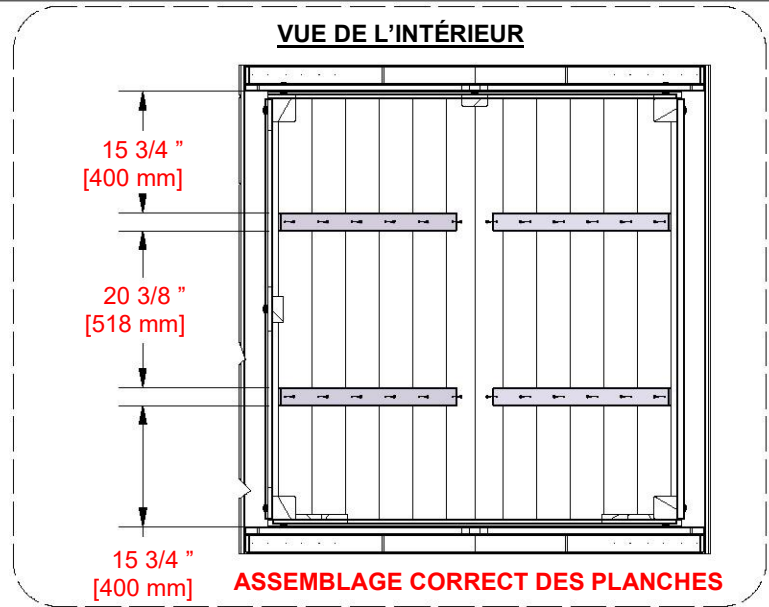 VUE DE L'INTÉRIEUR
15 3/4 ”
[400 mm]
20 3/8 ”
[518 mm]
15 3/4 ”
[400 mm]
ASSEMBLAGE CORRECT DES PLANCHES